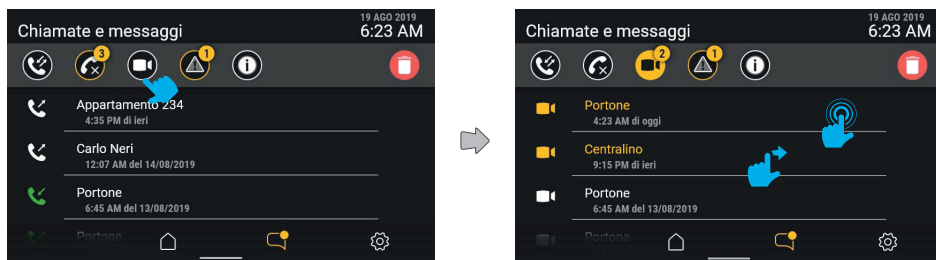 19 AGO 2019
Chiamate e messaggi
6:23 AM
3
1
Appartamento 234
4:35 PM di ieri
Carlo Neri
12:07 AM del 14/08/2019
Portone
6:45 AM del 13/08/2019
Portone
19 AGO 2019
Chiamate e messaggi
6:23 AM
2
1
Portone
4:23 AM di oggi
Centralino
9:15 PM di ieri
Portone
6:45 AM del 13/08/2019
Portone